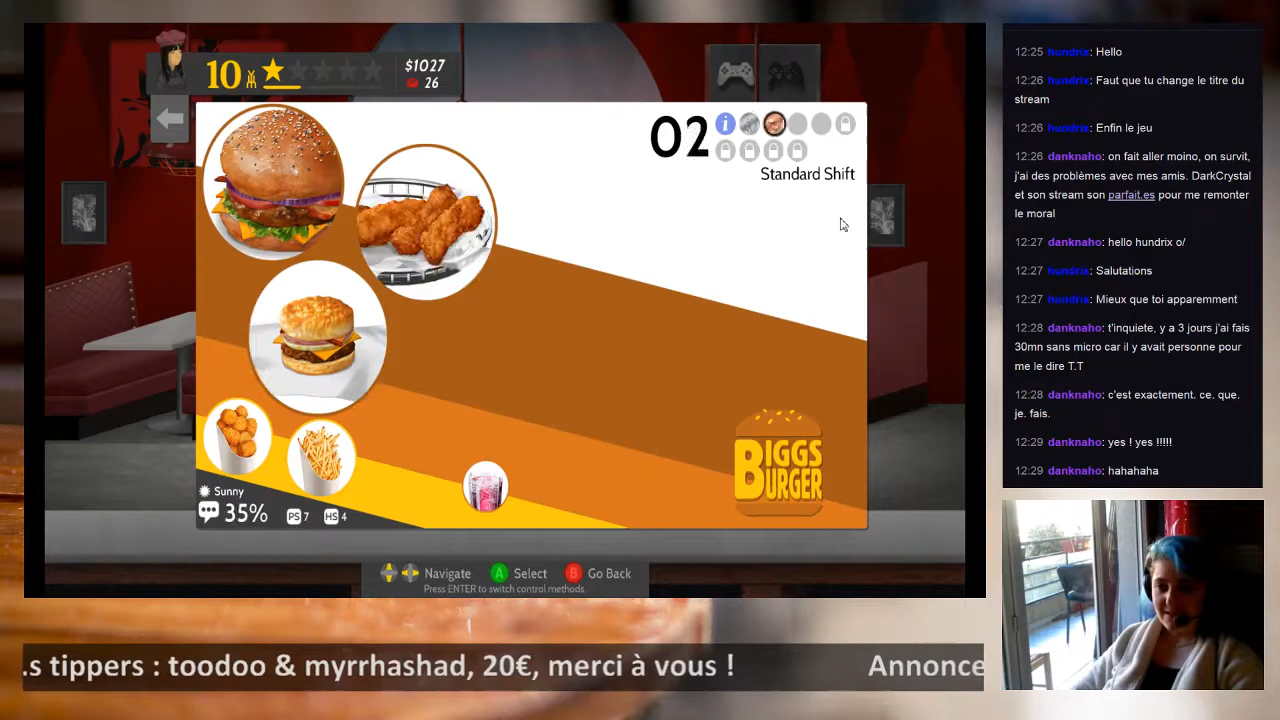 10
$1027
26
02
i
Standard Shift
BIGGS
BURGER
Sunny
35%
PS 7
HS 4
Navigate
A Select
B Go Back
Press ENTER to switch control methods.
12:25 hundrix: Hello
12:26 hundrix: Faut que tu change le titre du
stream
12:26 hundrix: Enfin le jeu
12:26 danknaho: on fait aller moino, on survit,
j'ai des problèmes avec mes amis. DarkCrystal
et son stream son parfait.es pour me remonter
le moral
12:27 danknaho: hello hundrix o/
12:27 hundrix: Salutations
12:27 hundrix: Mieux que toi apparemment
12:28 danknaho: t'inquiete, y a 3 jours j'ai fais
30mn sans micro car il y avait personne pour
me le dire T.T
12:28 danknaho: c'est exactement. ce. que.
je. fais.
12:29 danknaho: yes ! yes !!!!!
12:29 danknaho: hahahaha
.s tippers : toodoo & myrrhashad, 20€, merci à vous !
Annonce